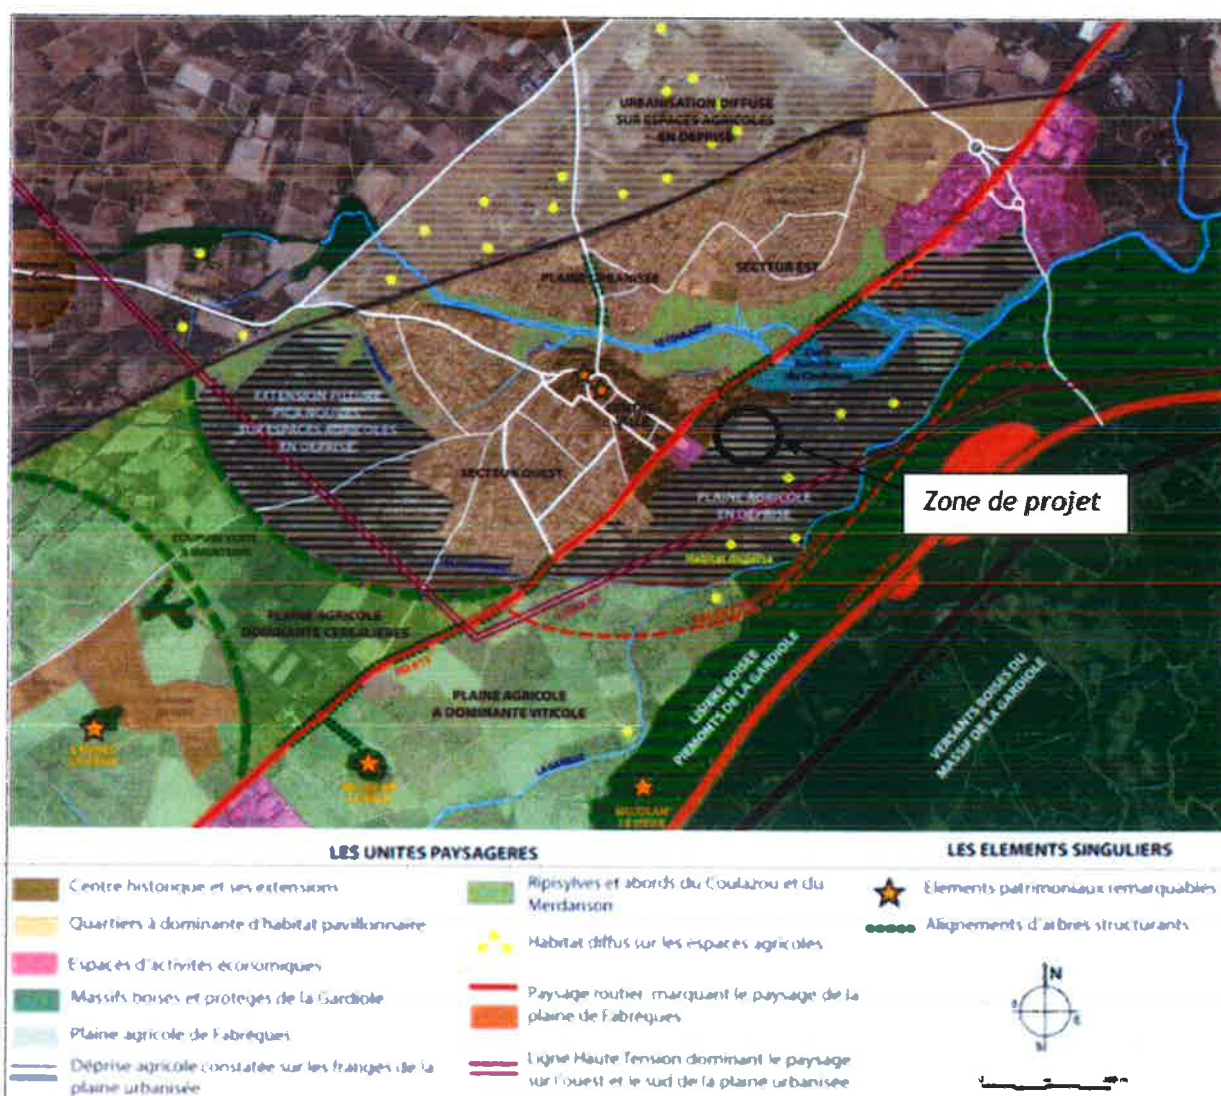 URBANISATION DIFFUSE
SUR ESPACES AGRICOLES
EN DEPRISE
PLAINE URBANISEE
SECTEUR EST
EXTENSION FUTURE
SUR ESPACES AGRICOLES
EN DEPRISE
SECTEUR OUEST
PLAINE AGRICOLE
EN DEPRISE
Zone de projet
PLAINE AGRICOLE
DOMINANTE CEREALIERES
PLAINE AGRICOLE
A DOMINANTE VITICOLE
LISIERE BOISEE
PIEMONTS DE LA GARDIOLE
VERSANTS BOISES DU
MASSIF DE LA GARDIOLE
LES UNITES PAYSAGERES
LES ELEMENTS SINGULIERS
Centre historique et ses extensions
Quartiers à dominante d'habitat pavillonnaire
Espaces d'activités économiques
Massifs boisés et protégés de la Gardiole
Plaine agricole de Fabrègues
Déprise agricole constatée sur les franges de la
plaine urbanisée
Ripisylves et abords du Coulazou et du
Merdanson
Habitat diffus sur les espaces agricoles
Paysage routier marquant le paysage de la
plaine de Fabrègues
Ligne Haute Tension dominant le paysage
sur l'ouest et le sud de la plaine urbanisée
Elements patrimoniaux remarquables
Alignements d'arbres structurants
N